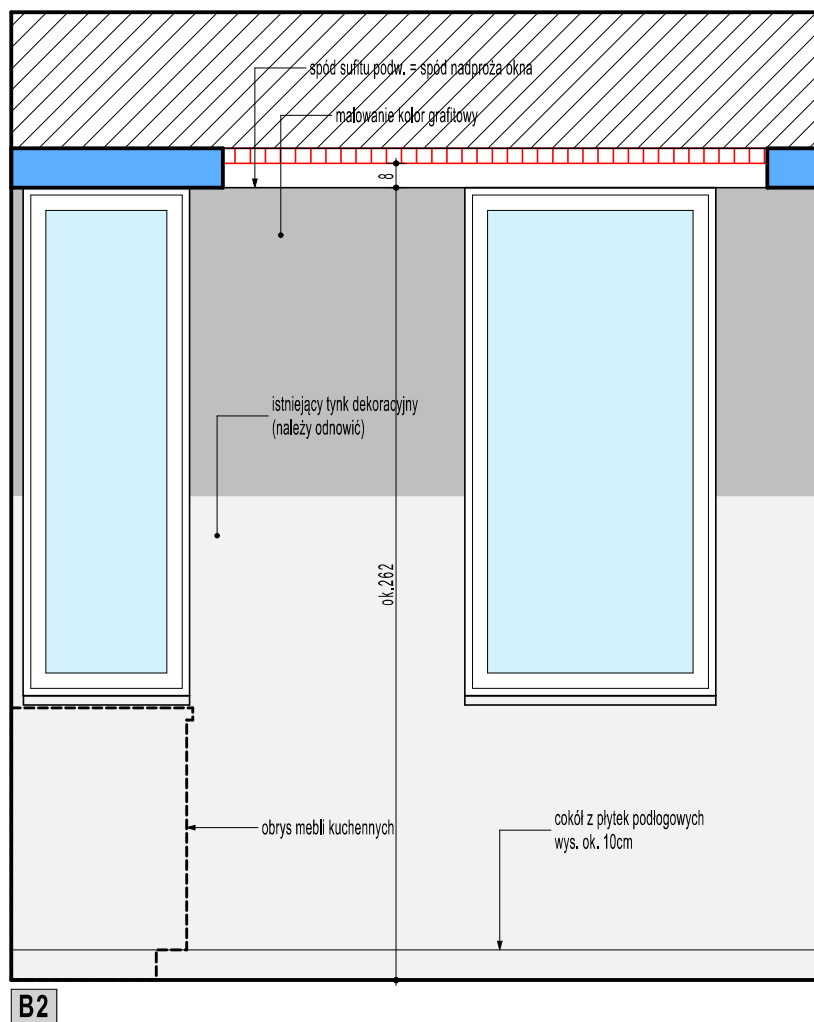 spód sufitu podw. = spód nadproża okna
malowanie kolor grafitowy
8
istniejący tynk dekoracyjny
(należy odnowić)
ok.262
obrys mebli kuchennych
cokół z płytek podłogowych
wys. ok. 10cm
B2